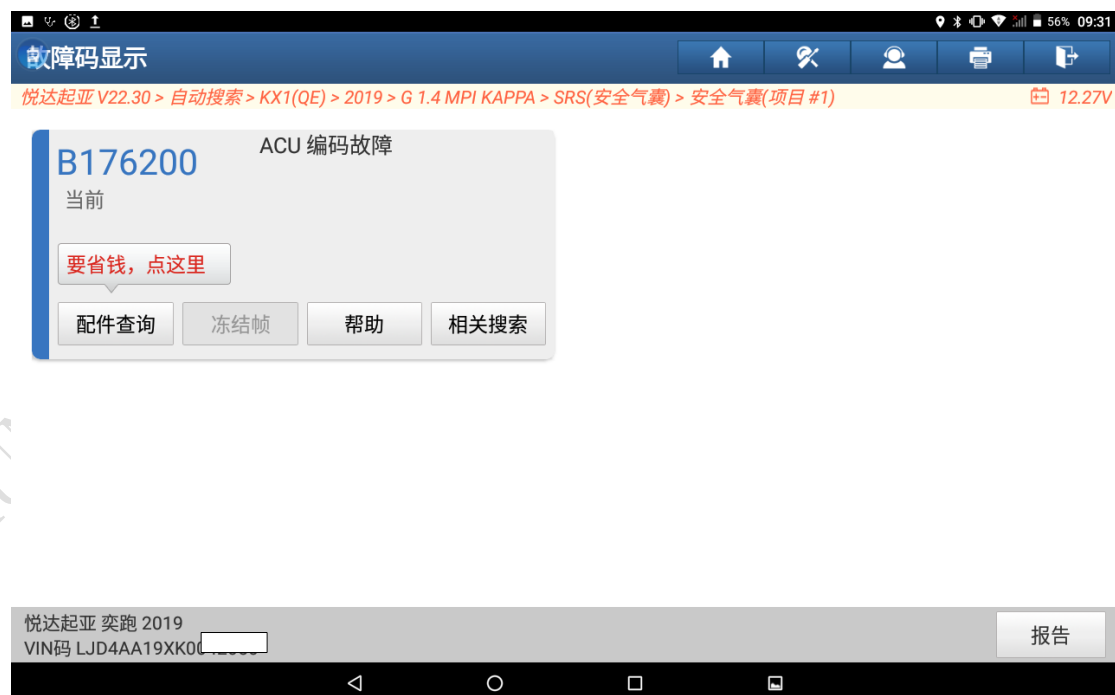 56% 09:31
故障码显示
悦达起亚 V22.30 > 自动搜索 > KX1(QE) > 2019 > G 1.4 MPI KAPPA > SRS(安全气囊) > 安全气囊(项目 #1)
12.27V
B176200
ACU 编码故障
当前
要省钱，点这里
配件查询
冻结帧
帮助
相关搜索
悦达起亚 奕跑 2019
VIN码 LJD4AA19XK00
报告